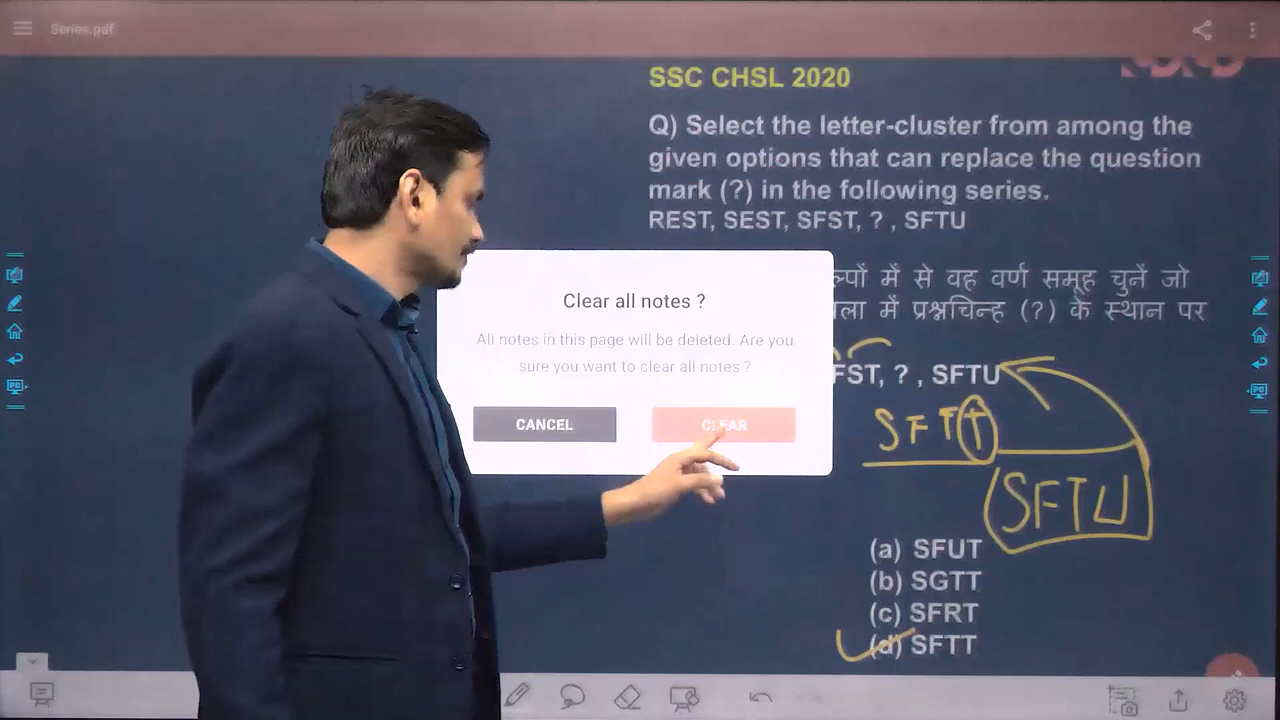 Series.pdf
SSC CHSL 2020
Q) Select the letter-cluster from among the
given options that can replace the question
mark (?) in the following series.
REST, SEST, SFST, ? , SFTU
में से वह वर्ण समूह चुनें जो
में प्रश्नचिन्ह (?) के स्थान पर
Clear all notes ?
All notes in this page will be deleted. Are you
sure you want to clear all notes ?
CANCEL
CLEAR
FST, ? , SFTU
SFTT
SFTU
(a) SFUT
(b) SGTT
(c) SFRT
(d) SFTT